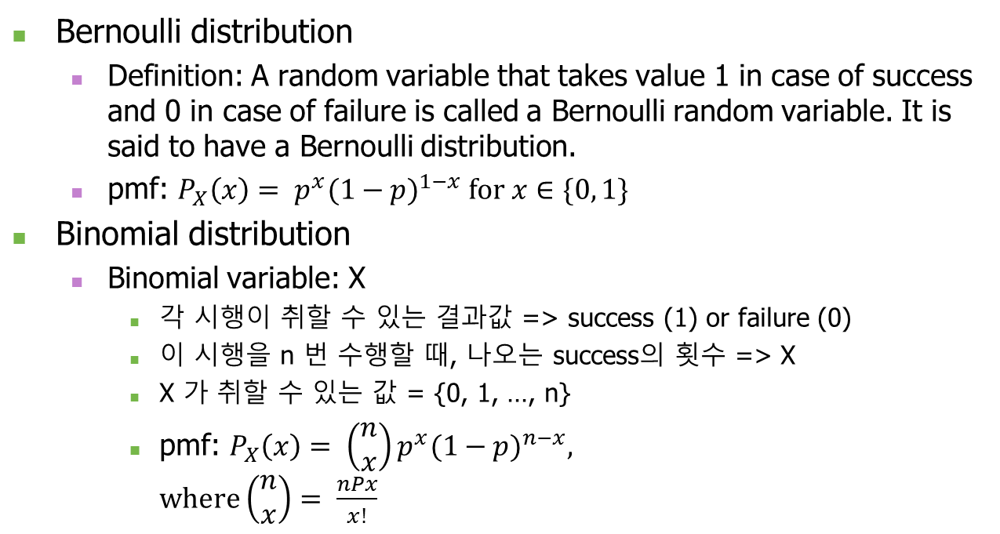 Bernoulli distribution
Definition: A random variable that takes value 1 in case of success
and 0 in case of failure is called a Bernoulli random variable. It is
said to have a Bernoulli distribution.
pmf: $P_X(x) = p^x(1-p)^{1-x}$ for $x \in \{0, 1\}$
Binomial distribution
Binomial variable: X
각 시행이 취할 수 있는 결과값 => success (1) or failure (0)
이 시행을 n 번 수행할 때, 나오는 success의 횟수 => X
X 가 취할 수 있는 값 = {0, 1, …, n}
pmf: $P_X(x) = \binom{n}{x} p^x(1-p)^{n-x}$,
where $\binom{n}{x} = \frac{nPx}{x!}$